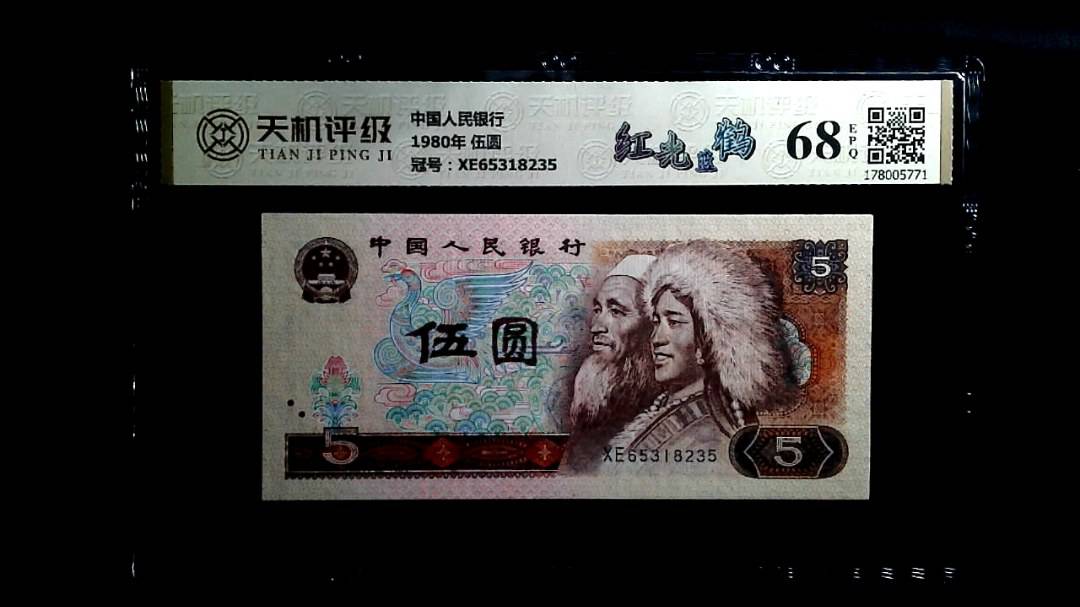 天机评级
TIAN JI PING JI
中国人民银行
1980年 伍圆
冠号：XE65318235
红光蓝鹤
68
EPQ
178005771
中国人民银行
5
伍圆
5
XE65318235
5